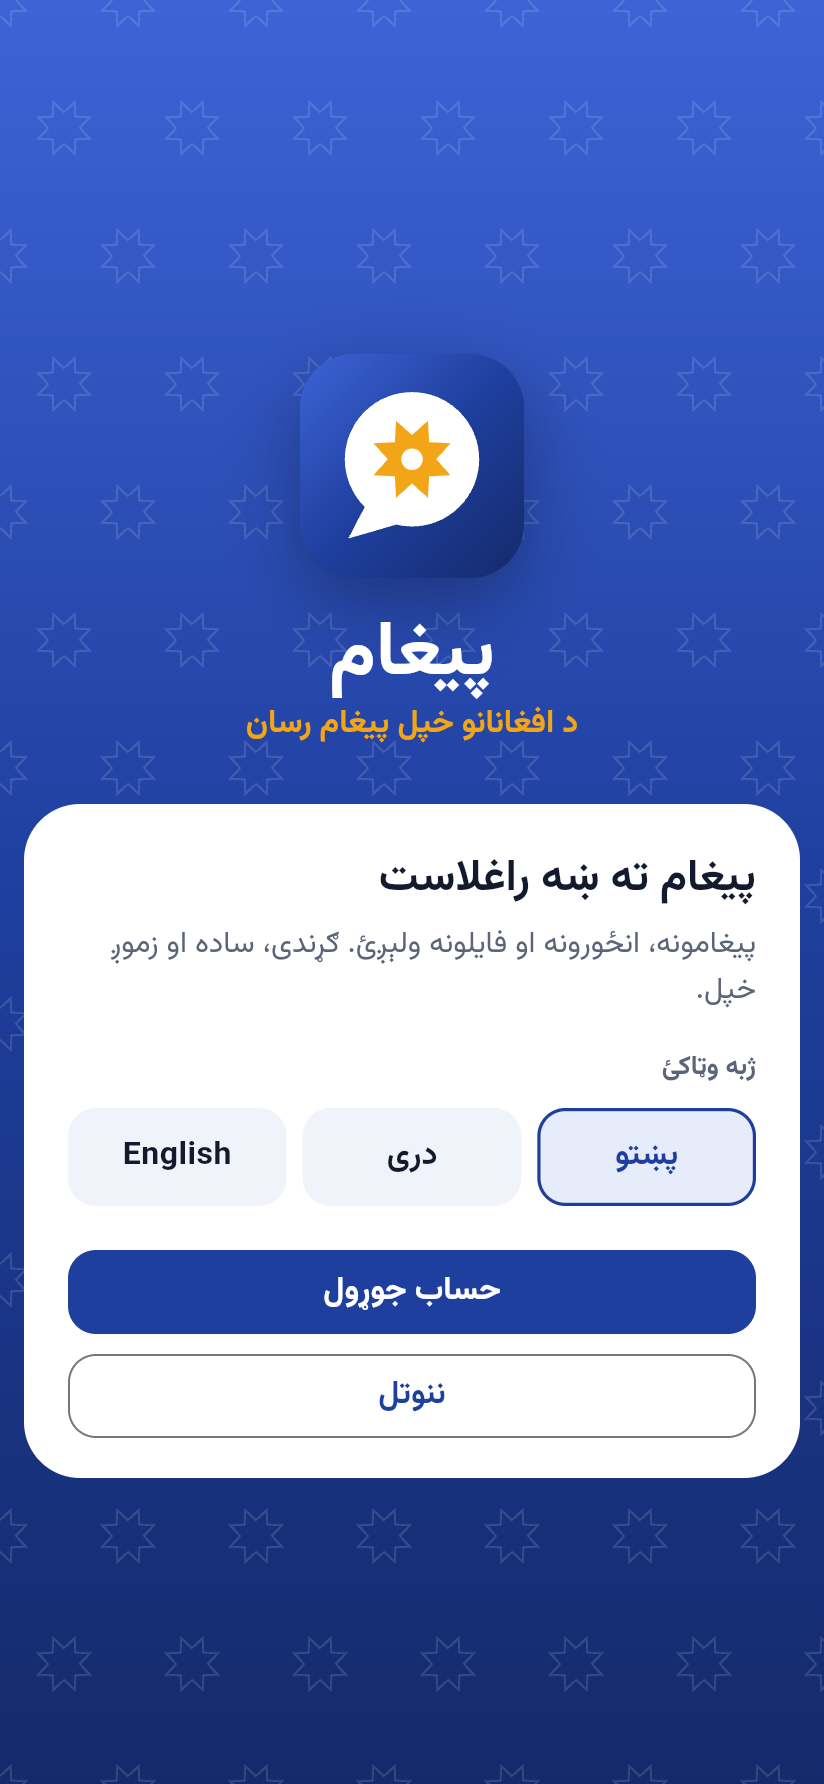 پیغام
د افغانانو خپل پیغام رسان
پیغام ته ښه راغلاست
پیغامونه، انځورونه او فایلونه ولېږئ. ګړندی، ساده او زموږ
خپل.
ژبه وټاکئ
پښتو
دری
English
حساب جوړول
ننوتل